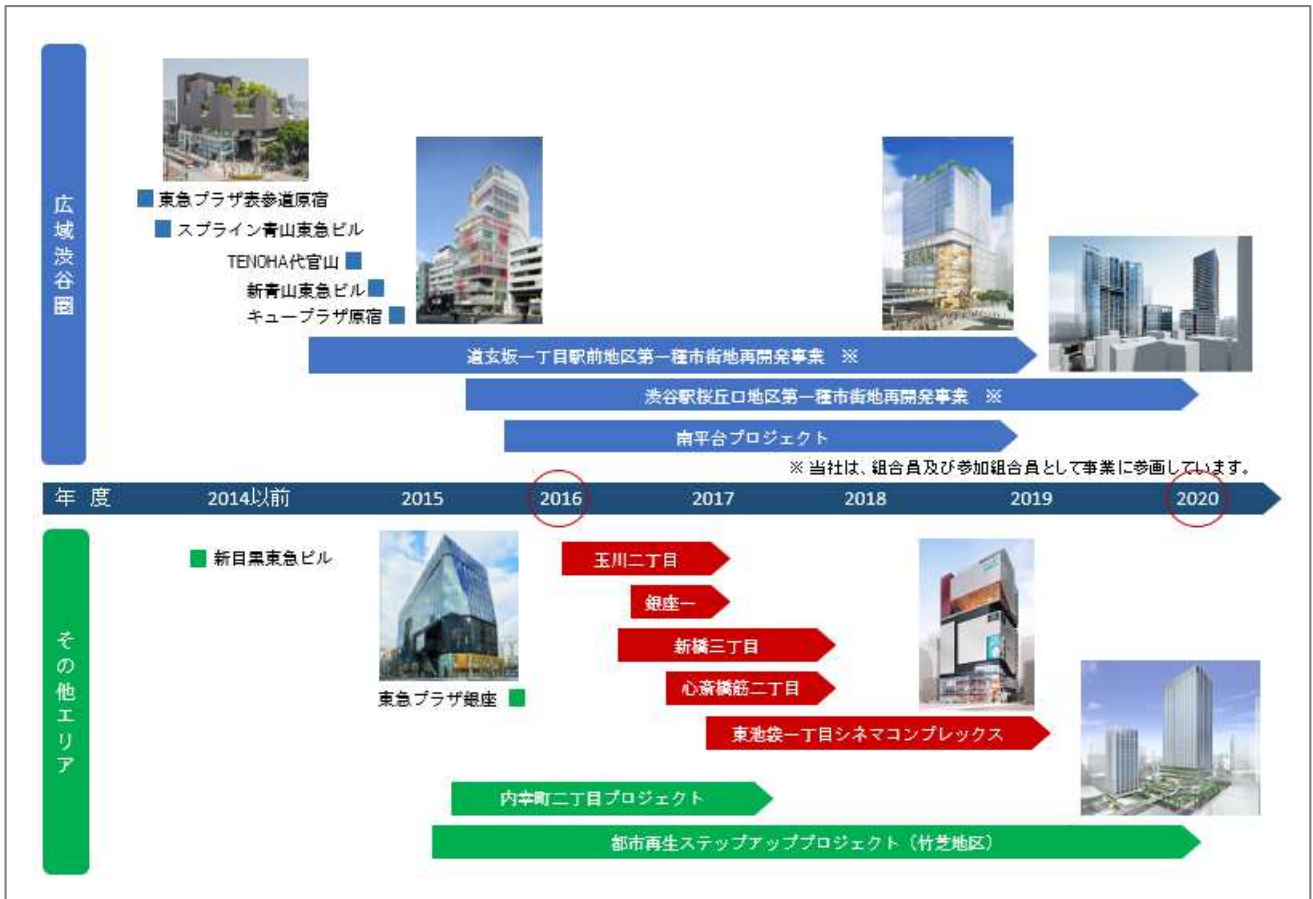 広域渋谷圏
東急プラザ表参道原宿
スプライン青山東急ビル
TENOHA代官山
新青山東急ビル
キュープラザ原宿
道玄坂一丁目駅前地区第一種市街地再開発事業 ※
渋谷駅桜丘口地区第一種市街地再開発事業 ※
南平台プロジェクト
※ 当社は、組合員及び参加組合員として事業に参画しています。
年 度 2014以前 2015 2016 2017 2018 2019 2020
その他エリア
新目黒東急ビル
東急プラザ銀座
玉川二丁目
銀座一
新橋三丁目
心斎橋筋二丁目
東池袋一丁目シネマコンプレックス
内幸町二丁目プロジェクト
都市再生ステップアッププロジェクト（竹芝地区）